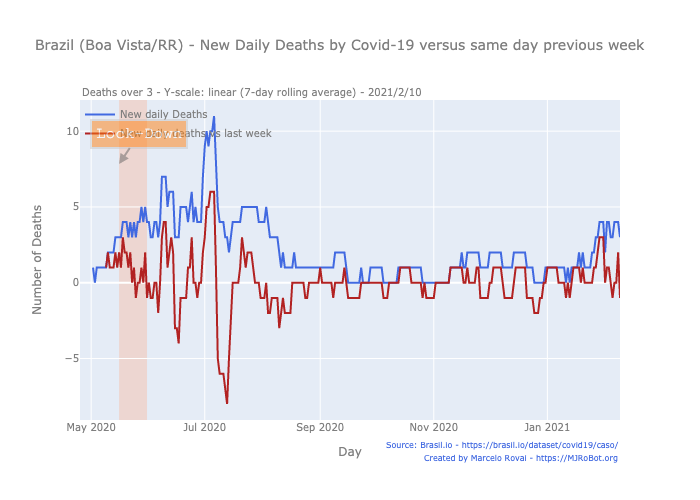 Brazil (Boa Vista/RR) - New Daily Deaths by Covid-19 versus same day previous week
Deaths over 3 - Y-scale: linear (7-day rolling average) - 2021/2/10
New daily Deaths
New daily deaths vs last week
Lock Down
10
5
0
−5
Number of Deaths
May 2020
Jul 2020
Sep 2020
Nov 2020
Jan 2021
Day
Source: Brasil.io - https://brasil.io/dataset/covid19/caso/
Created by Marcelo Rovai - https://MJRoBot.org